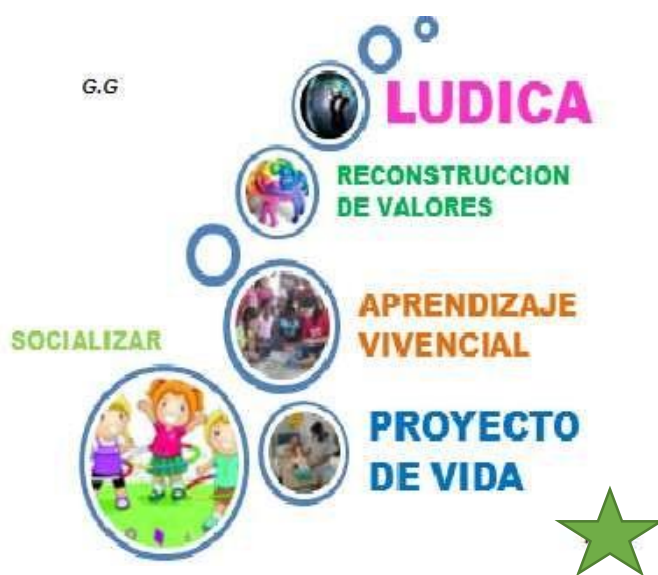 G.G
LUDICA
RECONSTRUCCION
DE VALORES
APRENDIZAJE
VIVENCIAL
SOCIALIZAR
PROYECTO
DE VIDA